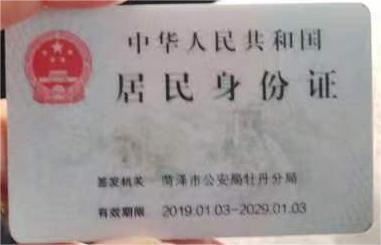 中华人民共和国
居民身份证
签发机关 菏泽市公安局牡丹分局
有效期限 2019.01.03-2029.01.03